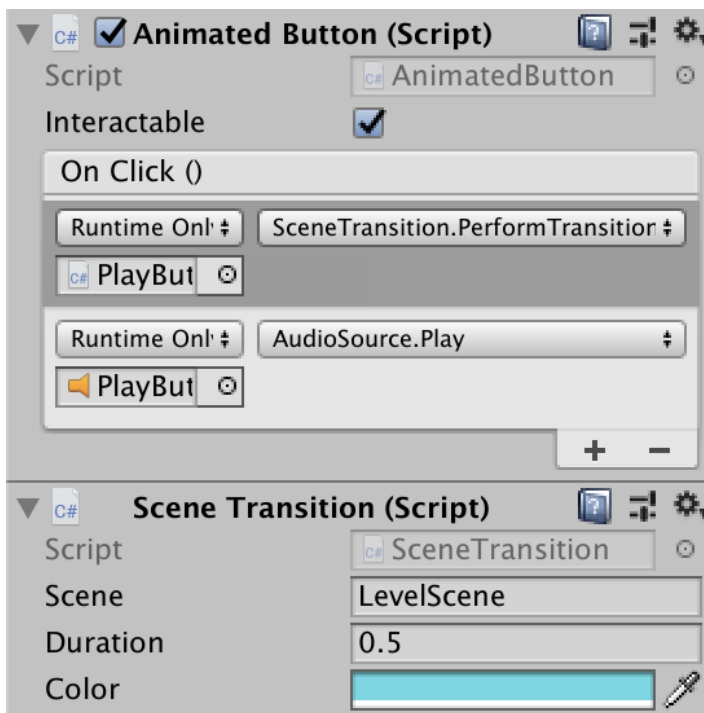 C# Animated Button (Script)
Script C# AnimatedButton
Interactable
On Click ()
Runtime Onl SceneTransition.PerformTransition
C# PlayBut
Runtime Onl AudioSource.Play
PlayBut
+ −
C# Scene Transition (Script)
Script C# SceneTransition
Scene LevelScene
Duration 0.5
Color